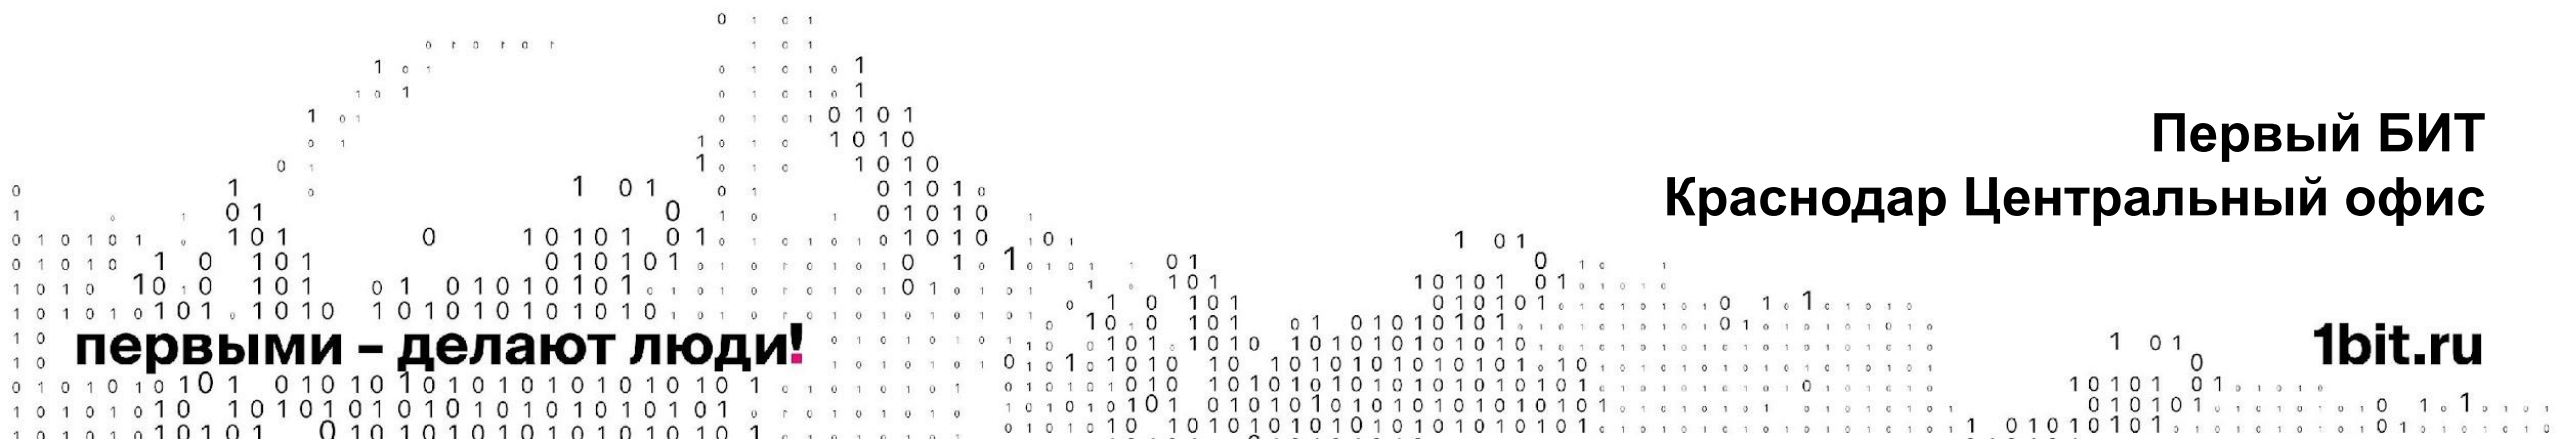 Первый БИТ
Краснодар Центральный офис
первыми – делают люди!
1bit.ru